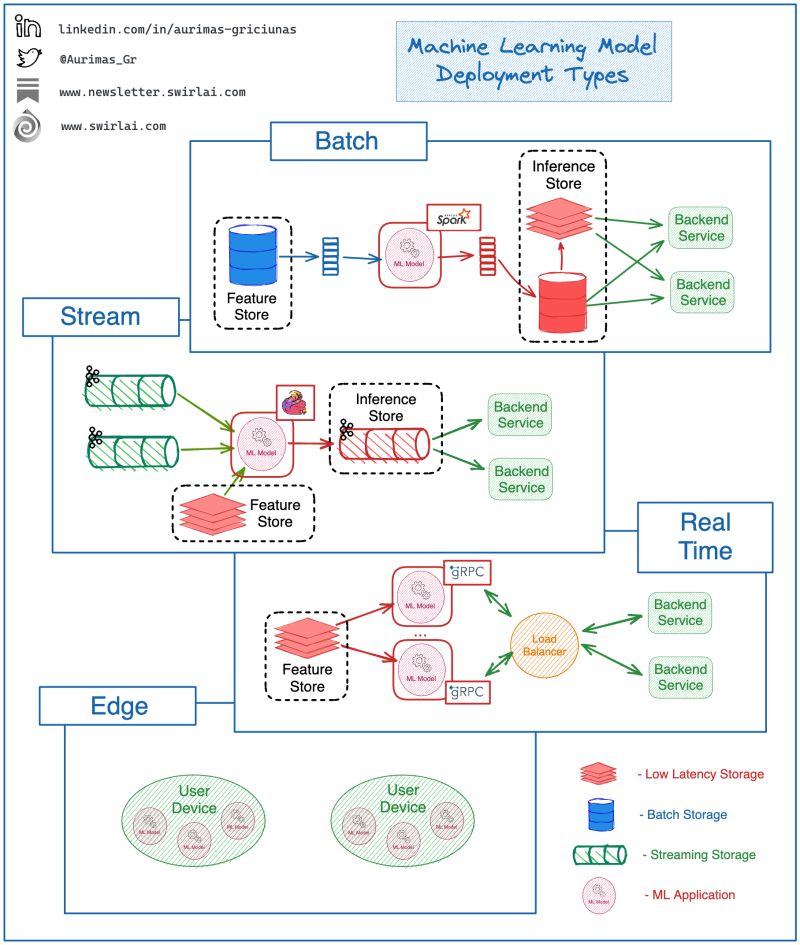 linkedin.com/in/aurimas-griciunas
@Aurimas_Gr
www.newsletter.swirlai.com
www.swirlai.com
Machine Learning Model
Deployment Types
Batch
Feature
Store
APACHE
Spark
ML Model
Inference
Store
Backend
Service
Backend
Service
Stream
ML Model
Feature
Store
Inference
Store
Backend
Service
Backend
Service
Real
Time
Feature
Store
gRPC
ML Model
...
ML Model
gRPC
Load
Balancer
Backend
Service
Backend
Service
Edge
User
Device
ML Model
ML Model
ML Model
User
Device
ML Model
ML Model
ML Model
- Low Latency Storage
- Batch Storage
- Streaming Storage
ML Model
- ML Application